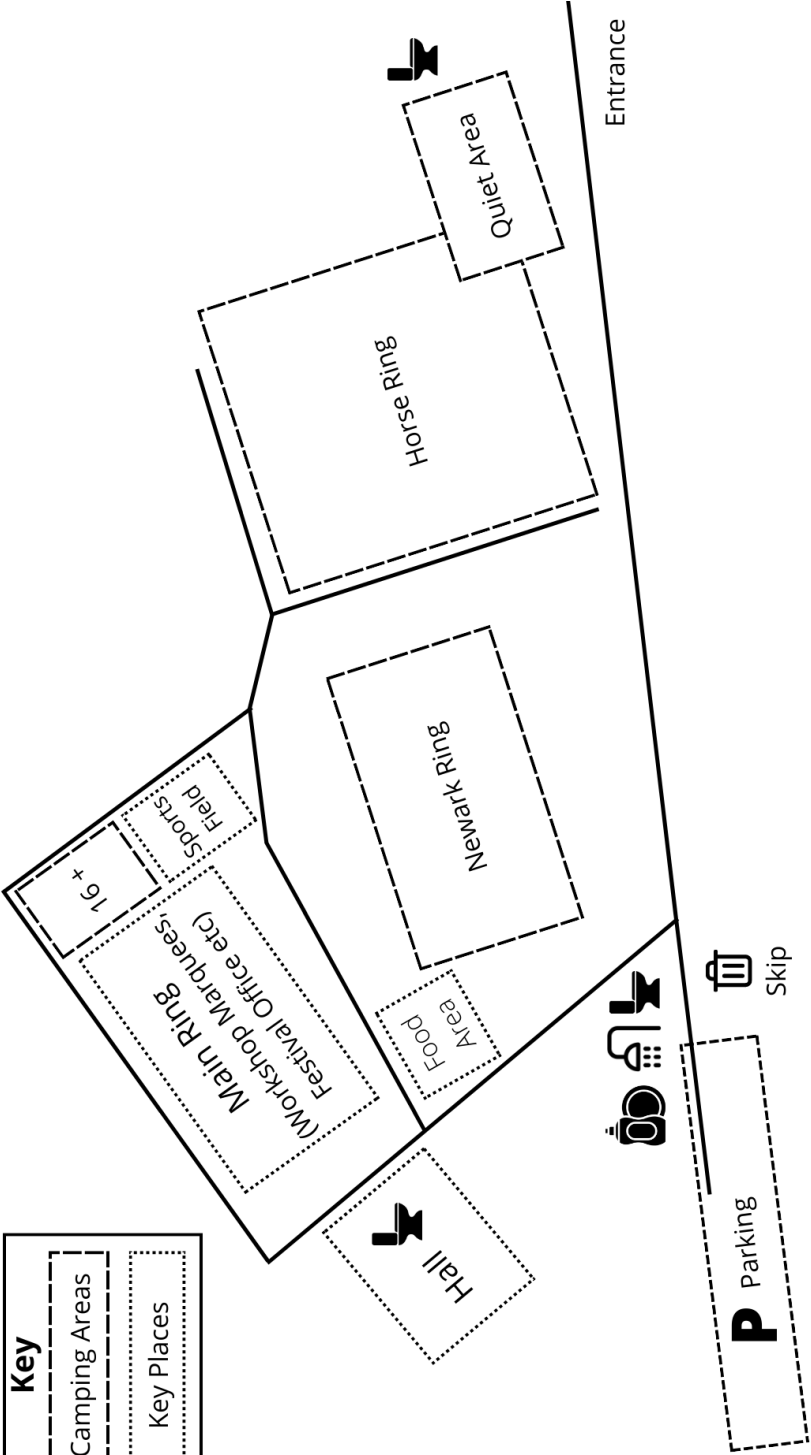 Key
Camping Areas
Key Places
16+
Sports
Field
Main Ring
(Workshop Marquees,
Festival Office etc)
Hall
Food
Area
Newark Ring
Horse Ring
Quiet Area
Entrance
Skip
P Parking